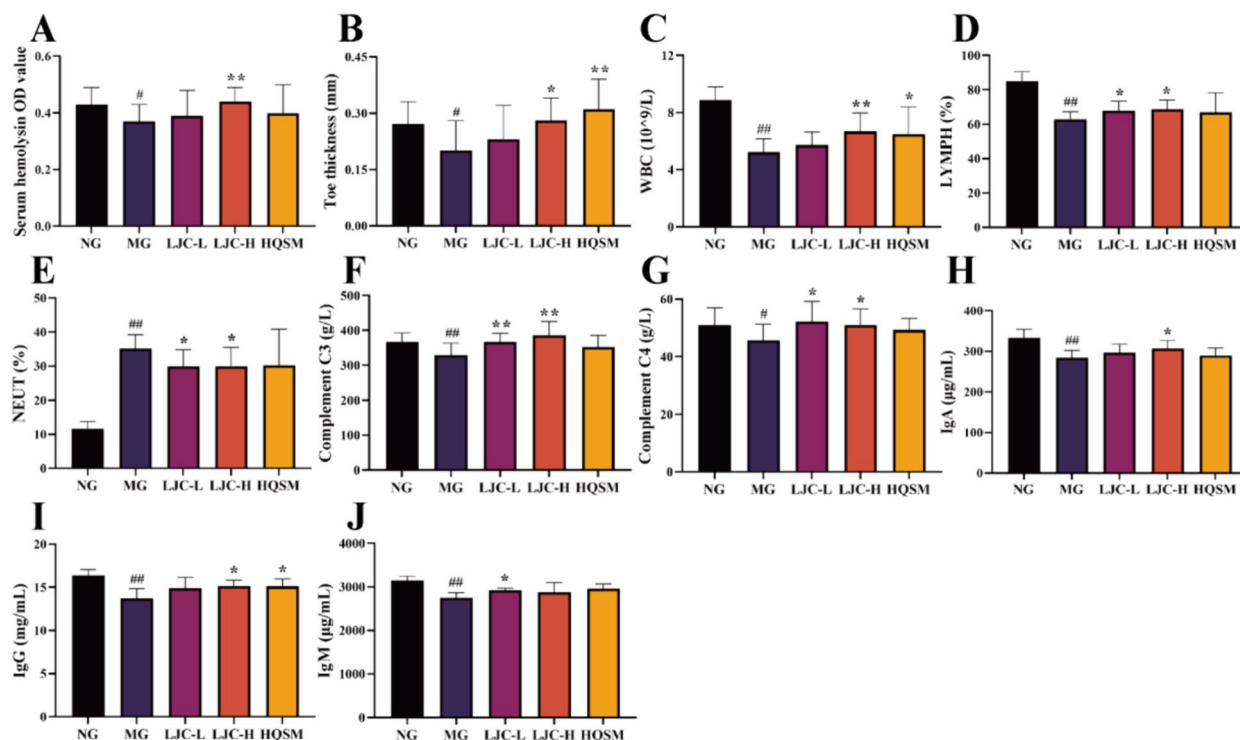 A
Serum hemolysin OD value
0.6
0.4
0.2
0.0
#
**
NG MG LJC-L LJC-H HQSM
B
Toe thickness (mm)
0.45
0.30
0.15
0.00
#
*
**
NG MG LJC-L LJC-H HQSM
C
WBC (10^9/L)
12
8
4
0
##
**
*
NG MG LJC-L LJC-H HQSM
D
LYMPH (%)
100
80
60
40
20
0
##
*
*
NG MG LJC-L LJC-H HQSM
E
NEUT (%)
50
40
30
20
10
0
##
*
*
NG MG LJC-L LJC-H HQSM
F
Complement C3 (g/L)
500
400
300
200
100
0
##
**
**
NG MG LJC-L LJC-H HQSM
G
Complement C4 (g/L)
60
40
20
0
#
*
*
NG MG LJC-L LJC-H HQSM
H
IgA (μg/mL)
400
300
200
100
0
##
*
NG MG LJC-L LJC-H HQSM
I
IgG (mg/mL)
20
15
10
5
0
##
*
*
NG MG LJC-L LJC-H HQSM
J
IgM (μg/mL)
4000
3000
2000
1000
0
##
*
NG MG LJC-L LJC-H HQSM